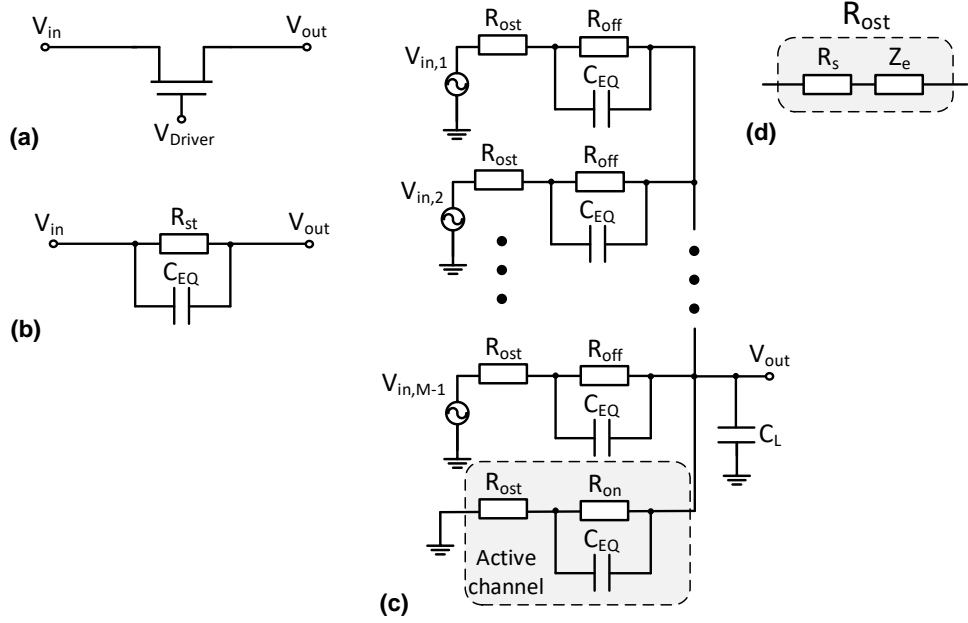 V_in V_out
V_Driver
(a)
V_in R_st V_out
C_EQ
(b)
R_ost R_off
V_in,1
C_EQ
R_ost R_off
V_in,2
C_EQ
R_ost R_off
V_in,M-1
C_EQ
V_out
C_L
R_ost R_on
C_EQ
Active
channel
(c)
R_ost
R_s Z_e
(d)